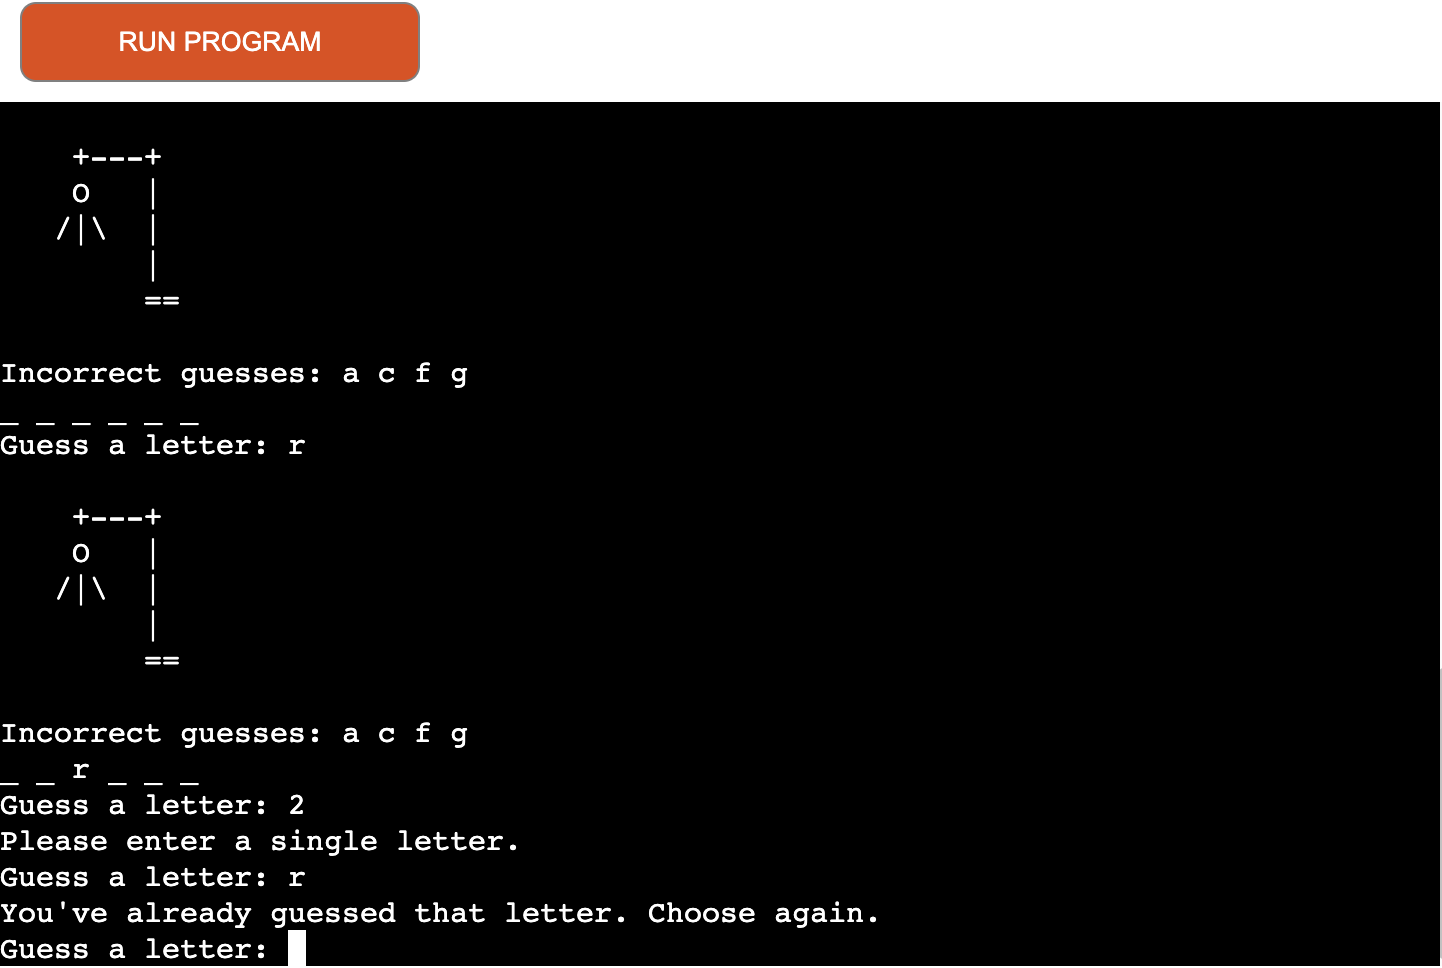 RUN PROGRAM
    +---+
    o   |
   /|\  |
        |
        ==
Incorrect guesses: a c f g
_ _ _ _ _ _
Guess a letter: r
    +---+
    o   |
   /|\  |
        |
        ==
Incorrect guesses: a c f g
_ _ r _ _ _
Guess a letter: 2
Please enter a single letter.
Guess a letter: r
You've already guessed that letter. Choose again.
Guess a letter: